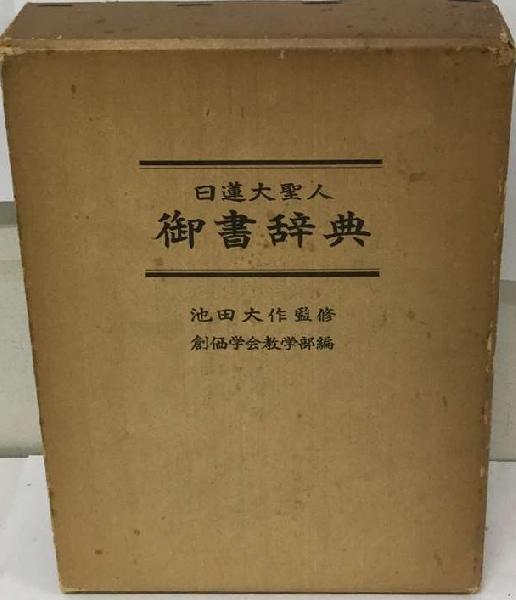 日蓮大聖人
御書辞典
池田大作監修
創価学会教学部編